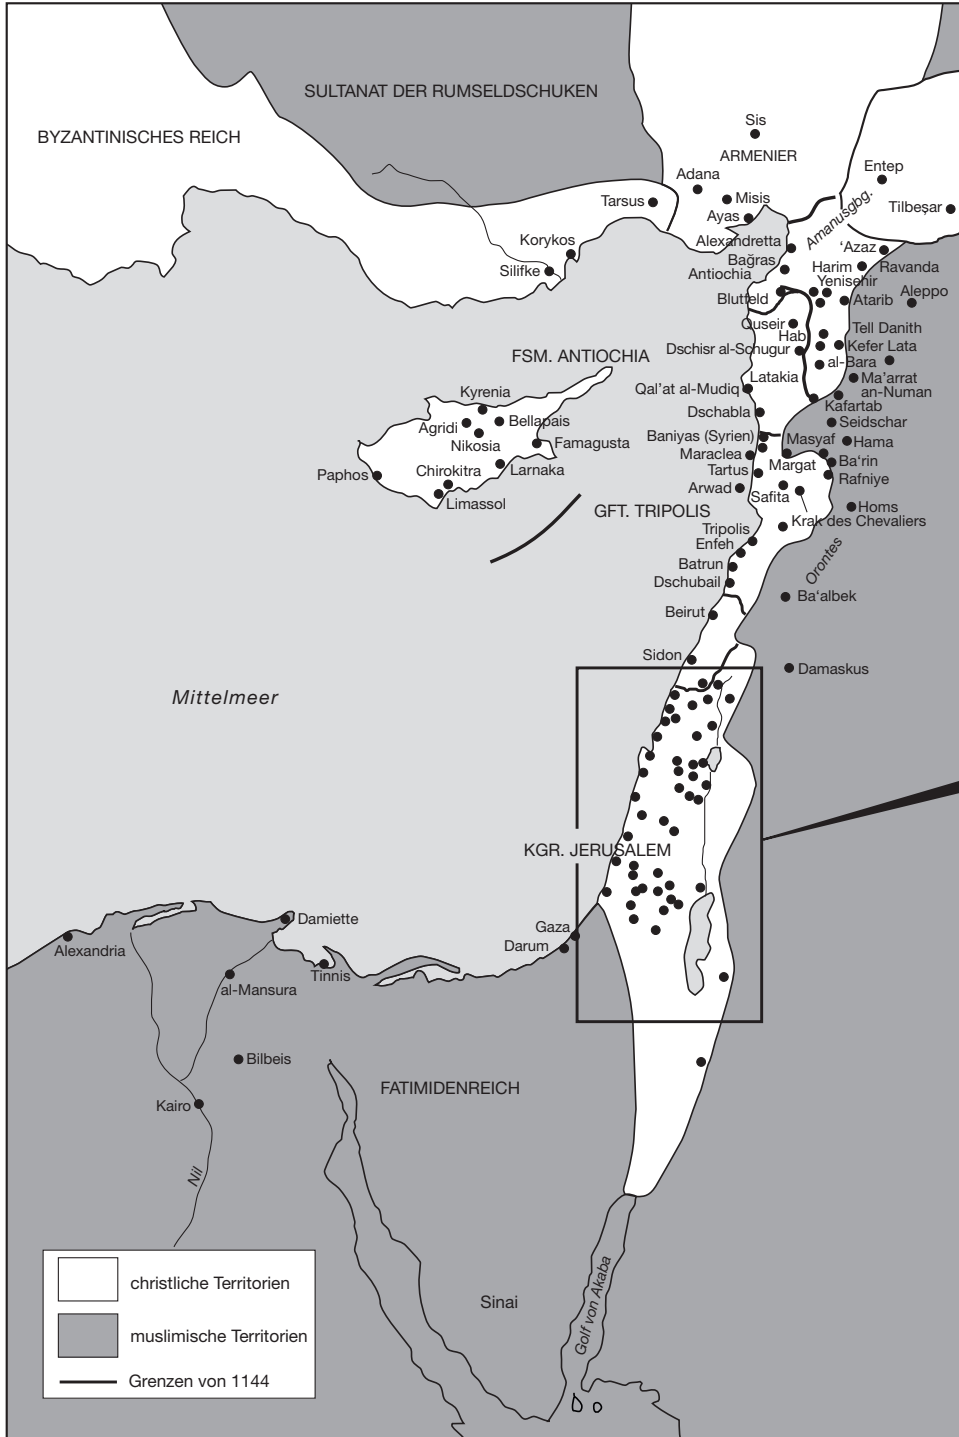 SULTANAT DER RUMSELDSCHUKEN
BYZANTINISCHES REICH
Sis
ARMENIER
Adana
Misis
Tarsus
Ayas
Entep
Tilbeşar
Amanusgbg.
Korykos
Silifke
Alexandretta
Bağras
Antiochia
Blutfeld
‘Azaz
Harim
Ravanda
Yenisehir
Aleppo
Atarib
Quseir
Hab
Tell Danith
Dschisr al-Schugur
Kefer Lata
al-Bara
FSM. ANTIOCHIA
Latakia
Ma’arrat
an-Numan
Qal’at al-Mudiq
Kafartab
Dschabla
Seidschar
Kyrenia
Agridi
Bellapais
Nikosia
Famagusta
Paphos
Chirokitra
Larnaka
Limassol
Baniyas (Syrien)
Masyaf
Hama
Maraclea
Margat
Ba‘rin
Tartus
Rafniye
Arwad
Safita
Homs
GFT. TRIPOLIS
Krak des Chevaliers
Tripolis
Enfeh
Batrun
Orontes
Dschubail
Ba‘albek
Beirut
Sidon
Damaskus
Mittelmeer
KGR. JERUSALEM
Damiette
Gaza
Alexandria
Darum
Tinnis
al-Mansura
Bilbeis
FATIMIDENREICH
Kairo
Nil
Sinai
Golf von Akaba
christliche Territorien
muslimische Territorien
Grenzen von 1144